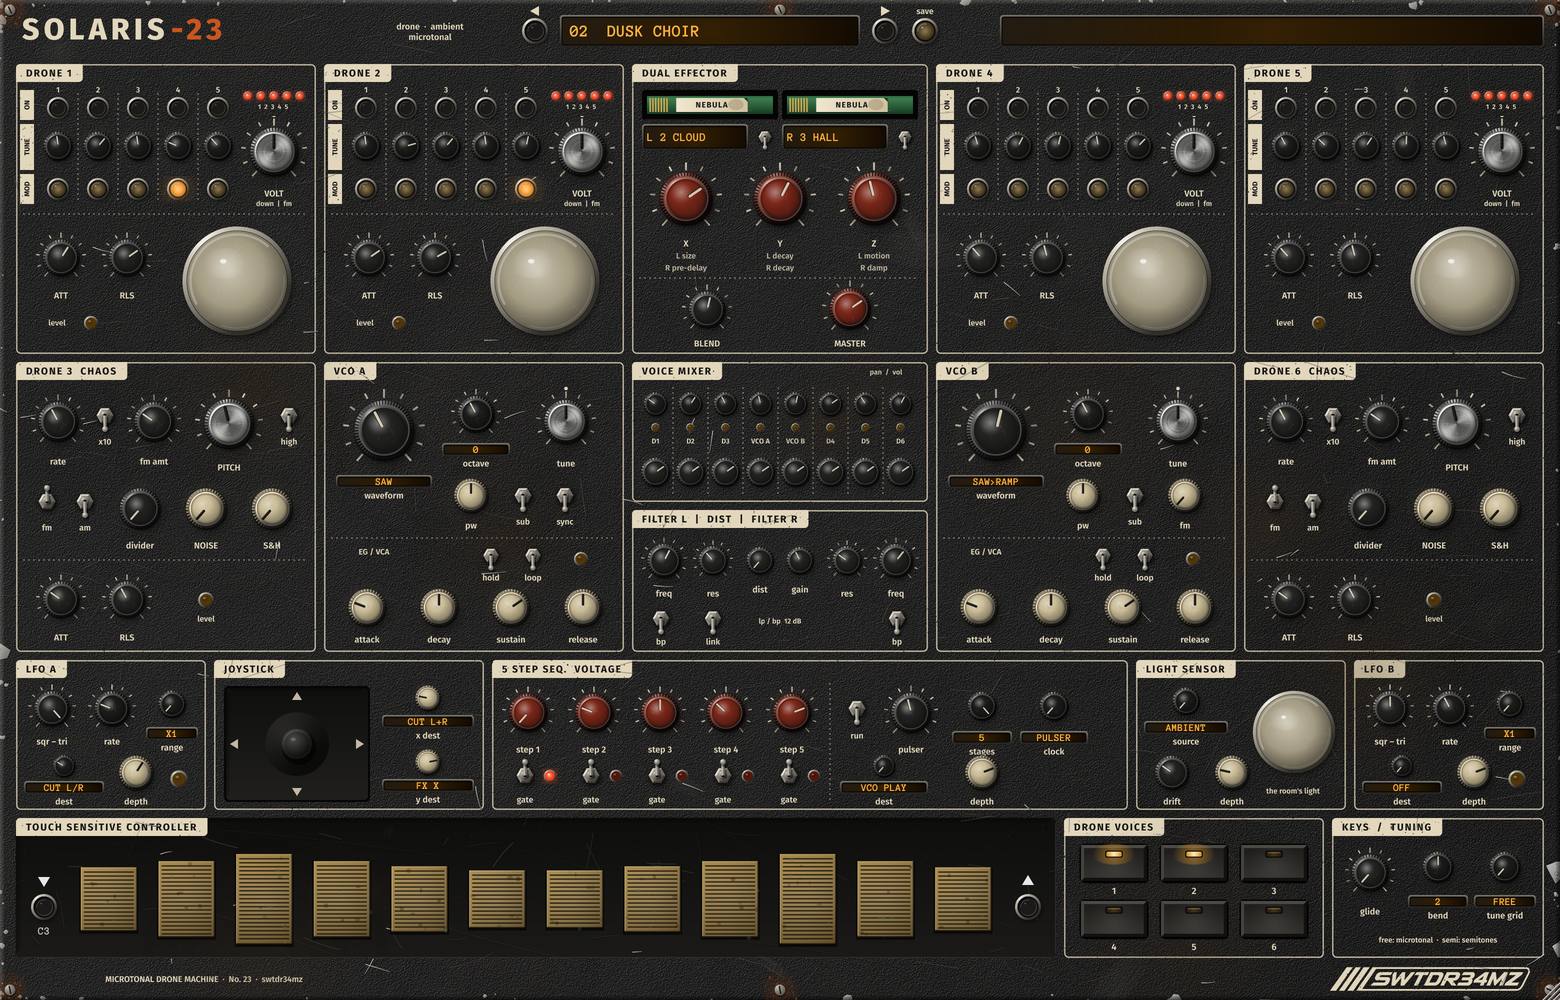 SOLARIS-23
drone · ambient
microtonal
02 DUSK CHOIR
save
DRONE 1
1 2 3 4 5
ON
1 2 3 4 5
TUNE
MOD
VOLT
down | fm
ATT RLS
level
DRONE 2
1 2 3 4 5
ON
1 2 3 4 5
TUNE
MOD
VOLT
down | fm
ATT RLS
level
DUAL EFFECTOR
NEBULA NEBULA
L 2 CLOUD R 3 HALL
X Y Z
L size L decay L motion
R pre-delay R decay R damp
BLEND MASTER
DRONE 4
1 2 3 4 5
ON
1 2 3 4 5
TUNE
MOD
VOLT
down | fm
ATT RLS
level
DRONE 5
1 2 3 4 5
ON
1 2 3 4 5
TUNE
MOD
VOLT
down | fm
ATT RLS
level
DRONE 3 CHAOS
x10 high
rate fm amt PITCH
fm am
divider NOISE S&H
level
ATT RLS
VCO A
0
octave tune
SAW
waveform
pw sub sync
EG / VCA
hold loop
attack decay sustain release
VOICE MIXER pan / vol
D1 D2 D3 VCO A VCO B D4 D5 D6
FILTER L | DIST | FILTER R
freq res dist gain res freq
lp / bp 12 dB
bp link bp
VCO B
0
octave tune
SAW>RAMP
waveform
pw sub fm
EG / VCA
hold loop
attack decay sustain release
DRONE 6 CHAOS
x10 high
rate fm amt PITCH
fm am
divider NOISE S&H
level
ATT RLS
LFO A
sqr – tri rate X1
range
CUT L/R
dest depth
JOYSTICK
CUT L+R
x dest
FX X
y dest
5 STEP SEQ. VOLTAGE
step 1 step 2 step 3 step 4 step 5
gate gate gate gate gate
run pulser
5 PULSER
stages clock
VCO PLAY
dest depth
LIGHT SENSOR
AMBIENT
source
drift depth the room's light
LFO B
sqr – tri rate X1
range
OFF
dest depth
TOUCH SENSITIVE CONTROLLER
C3
DRONE VOICES
1 2 3
4 5 6
KEYS / TUNING
2 FREE
glide bend tune grid
free: microtonal · semi: semitones
MICROTONAL DRONE MACHINE · No. 23 · swtdr34mz
SWTDR34MZ